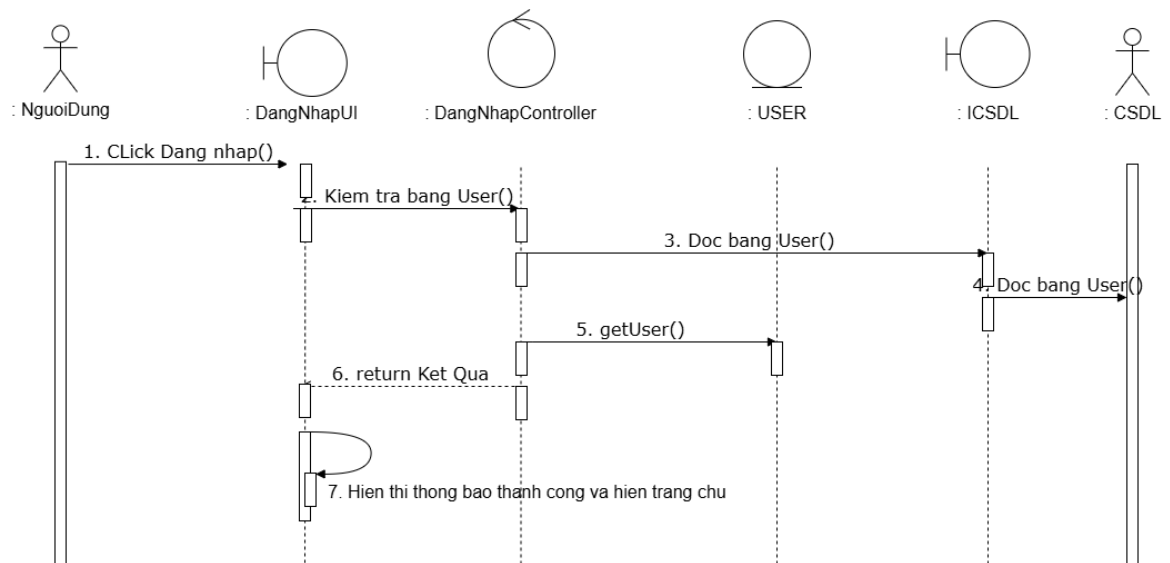 : NguoiDung
: DangNhapUI
: DangNhapController
: USER
: ICSDL
: CSDL
1. CLick Dang nhap()
2. Kiem tra bang User()
3. Doc bang User()
4. Doc bang User()
5. getUser()
6. return Ket Qua
7. Hien thi thong bao thanh cong va hien trang chu